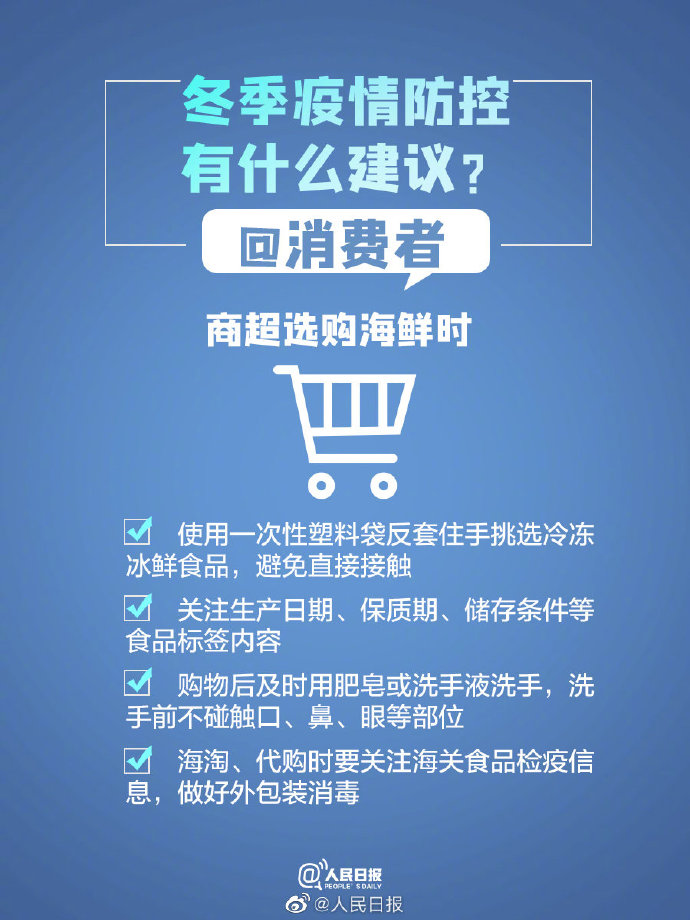 冬季疫情防控
有什么建议?
@消费者
商超选购海鲜时
使用一次性塑料袋反套住手挑选冷冻
冰鲜食品，避免直接接触
关注生产日期、保质期、储存条件等
食品标签内容
购物后及时用肥皂或洗手液洗手，洗
手前不碰触口、鼻、眼等部位
海淘、代购时要关注海关食品检疫信
息，做好外包装消毒
@人民日报
PEOPLE'S DAILY
@人民日报